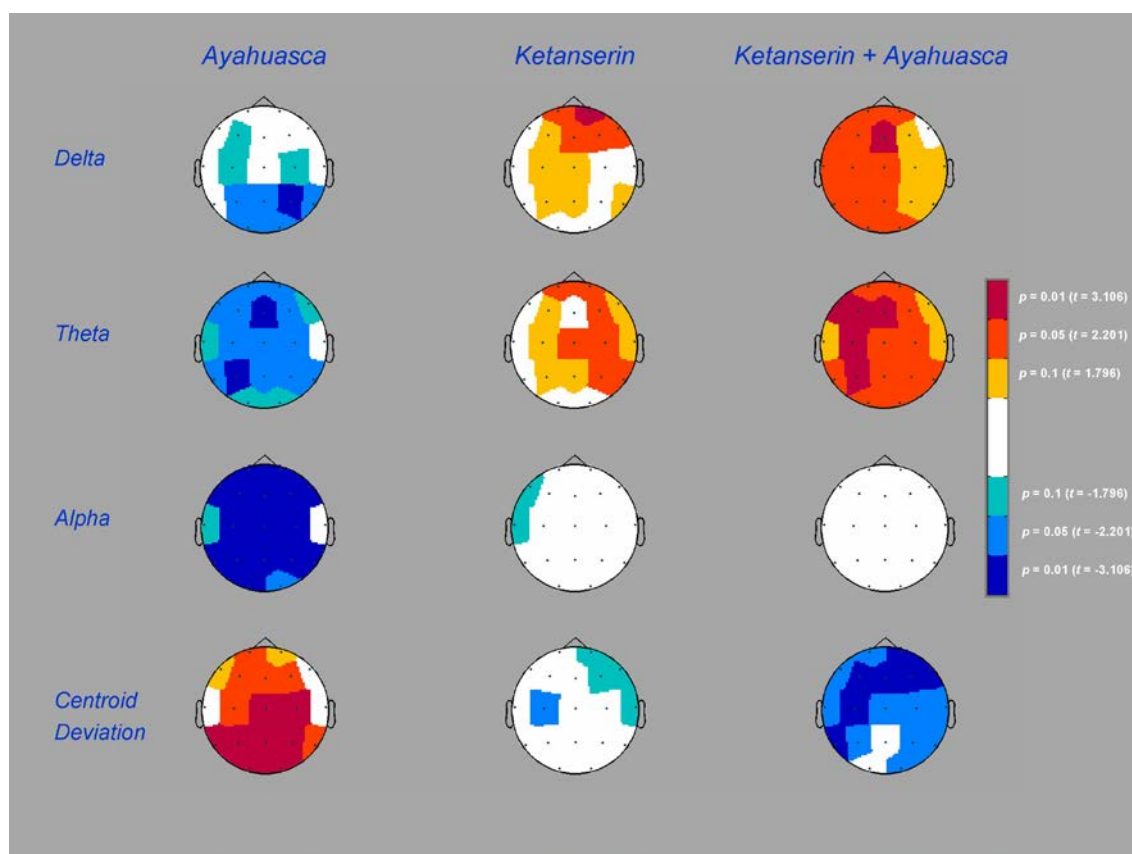 Ayahuasca Ketanserin Ketanserin + Ayahuasca
Delta
Theta
Alpha
Centroid
Deviation
p = 0.01 (t = 3.106)
p = 0.05 (t = 2.201)
p = 0.1 (t = 1.796)
p = 0.1 (t = -1.796)
p = 0.05 (t = -2.201)
p = 0.01 (t = -3.106)